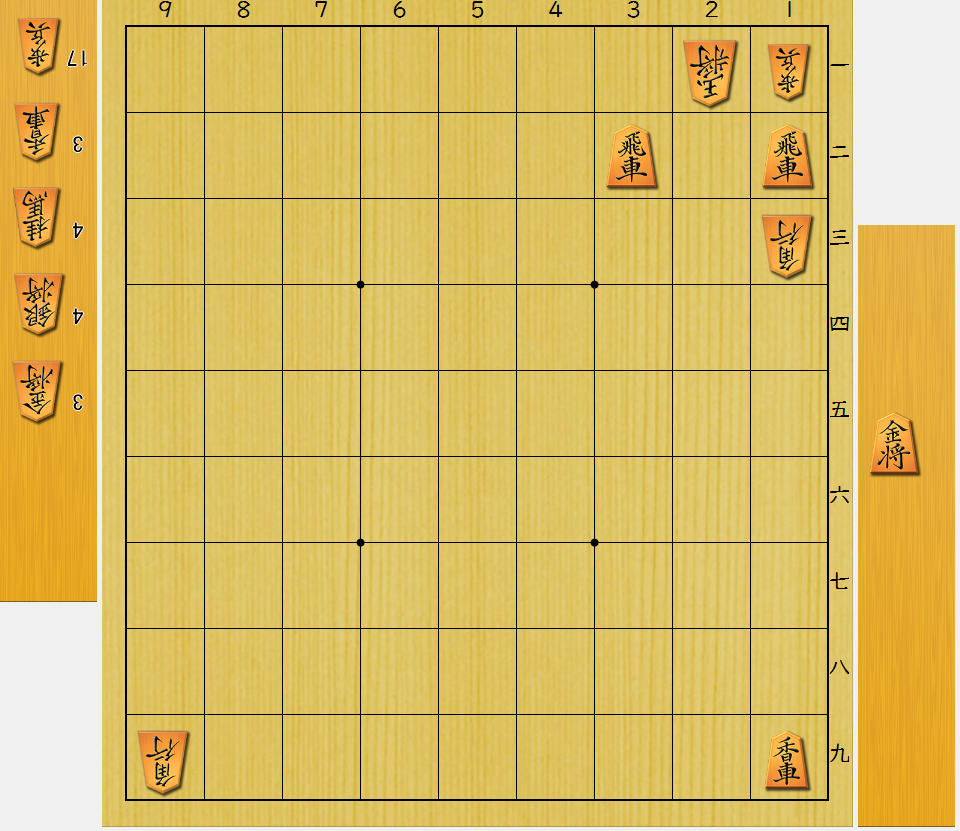 9 8 7 6 5 4 3 2 1
歩兵 17
香車 3
桂馬 4
銀将 4
金将 3
王将 歩兵 一
飛車 飛車 二
角行 三
四
五
金将
六
七
八
角行 香車 九